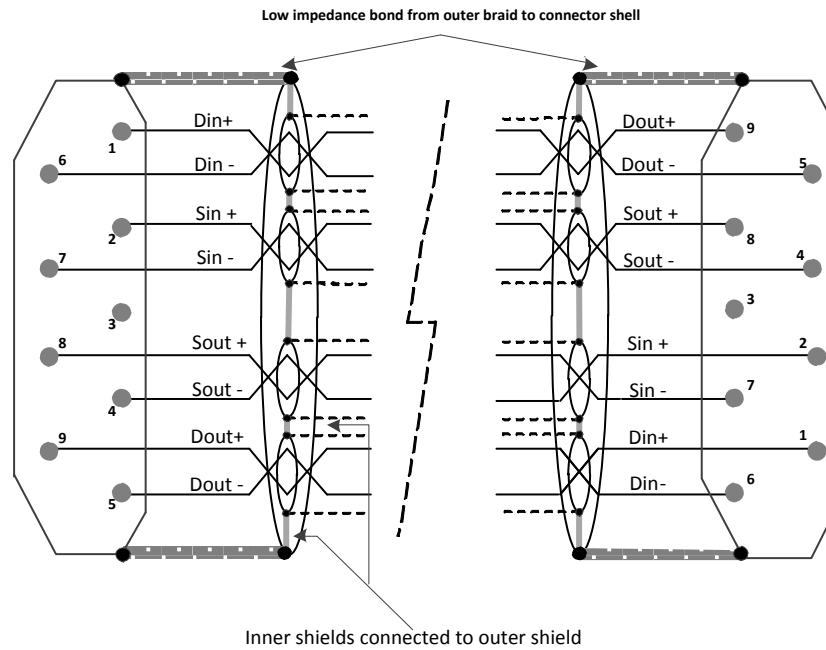 Low impedance bond from outer braid to connector shell
Din+
1
Dout+
9
6
Din -
Dout -
5
Sin +
2
Sout +
8
7
Sin -
Sout -
4
3
3
8
Sout +
Sin +
2
Sout -
4
Sin -
7
9
Dout+
Din+
1
Dout -
5
Din-
6
Inner shields connected to outer shield